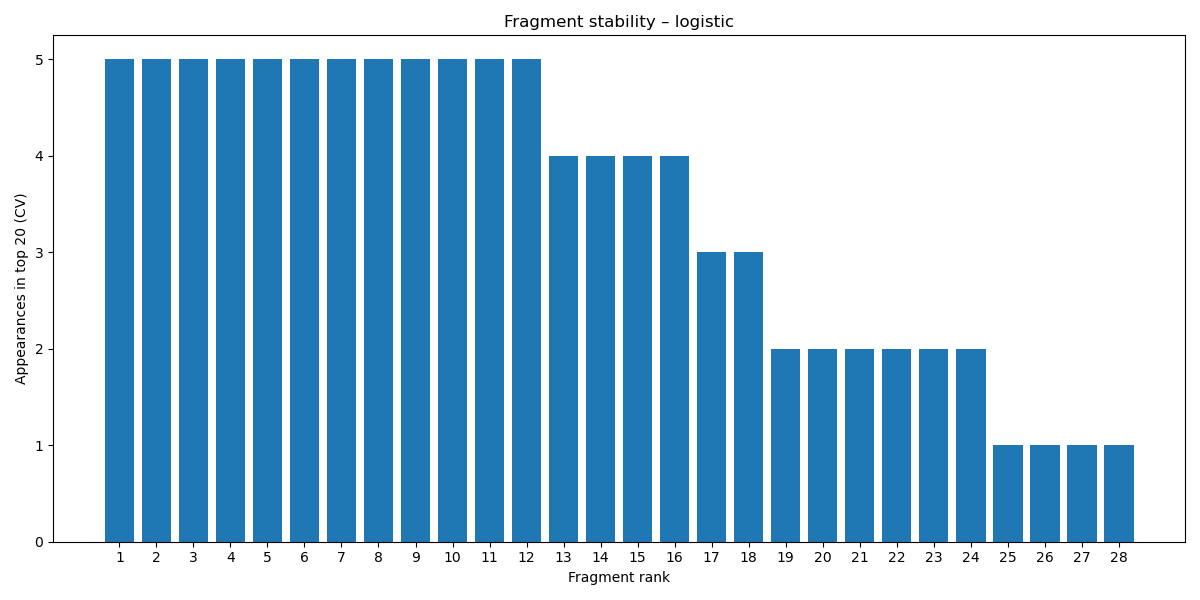 Fragment stability – logistic
Appearances in top 20 (CV)
5
4
3
2
1
0
1 2 3 4 5 6 7 8 9 10 11 12 13 14 15 16 17 18 19 20 21 22 23 24 25 26 27 28
Fragment rank